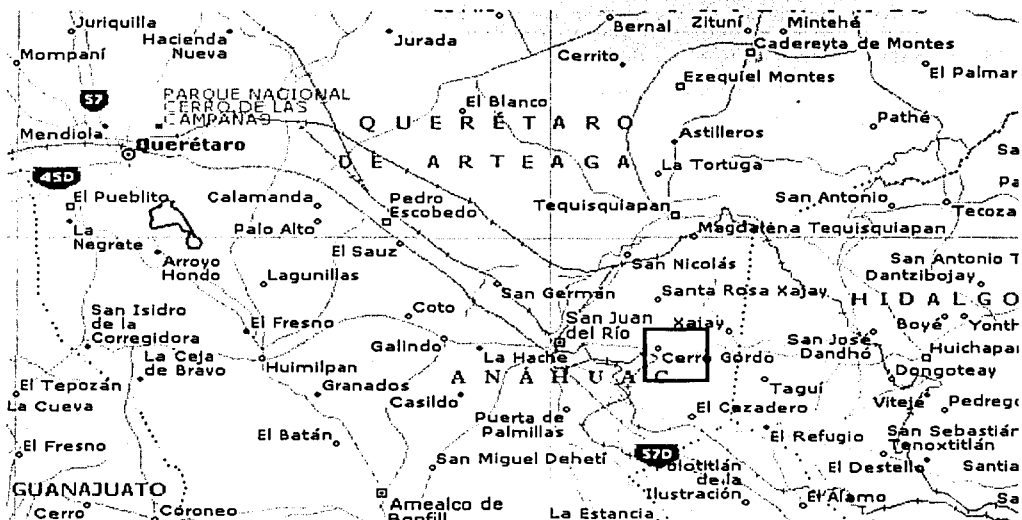 Juriquilla
Hacienda
Nueva
Mompaní
Jurada
Bernal
Zituní
Mintehé
Cerrito
Cadereyta de Montes
Ezequiel Montes
El Palmar
57
PARQUE NACIONAL
CERRO DE LAS
CAMPANAS
El Blanco
QUERÉTARO
Pathé
Mendiola
Querétaro
Astilleros
DE ARTEAGA
La Tortuga
45D
El Pueblito
Calamanda
Pedro
Escobedo
Tequisquiapan
San Antonio
Tecoza
La
Negrete
Palo Alto
Magdalena Tequisquiapan
El Sauz
Arroyo
Hondo
Lagunillas
San Nicolás
San Antonio T
Dantzibojay
San Germán
Santa Rosa Xajay
HIDALGO
San Isidro
de la
Corregidora
Coto
San Juan
del Río
Xajay
Boyé
Yonth
El Fresno
Galindo
La Hache
Cerro Gordo
San José
Dandhó
Huichapan
La Ceja
de Bravo
Huimilpan
ANÁHUAC
Dongoteay
El Tepozán
Granados
Taguí
La Cueva
Casildo
Vitejé
Pedrego
Puerta de
Palmillas
El Cazadero
El Fresno
El Batán
El Refugio
San Sebastián
Tenoxtitlán
57D
San Miguel Dehetí
Polotitlán
de la
Ilustración
El Destello
Santia
GUANAJUATO
Cerro
Coroneo
Amealco de
Bonfil
La Estancia
El Álamo
Sa